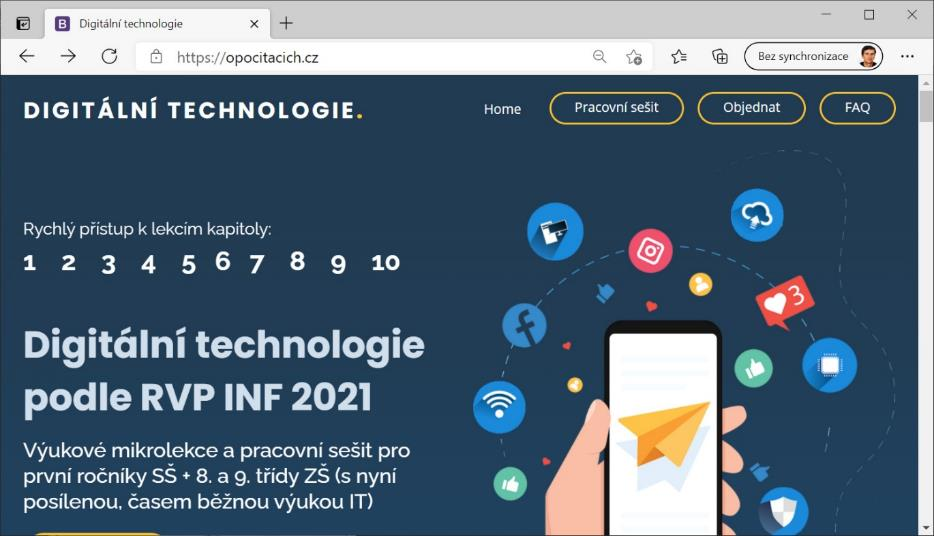 Digitální technologie
https://opocitacich.cz
Bez synchronizace
DIGITÁLNÍ TECHNOLOGIE.
Home
Pracovní sešit
Objednat
FAQ
Rychlý přístup k lekcím kapitoly:
1 2 3 4 5 6 7 8 9 10
3
Digitální technologie
podle RVP INF 2021
Výukové mikrolekce a pracovní sešit pro
první ročníky SŠ + 8. a 9. třídy ZŠ (s nyní
posílenou, časem běžnou výukou IT)